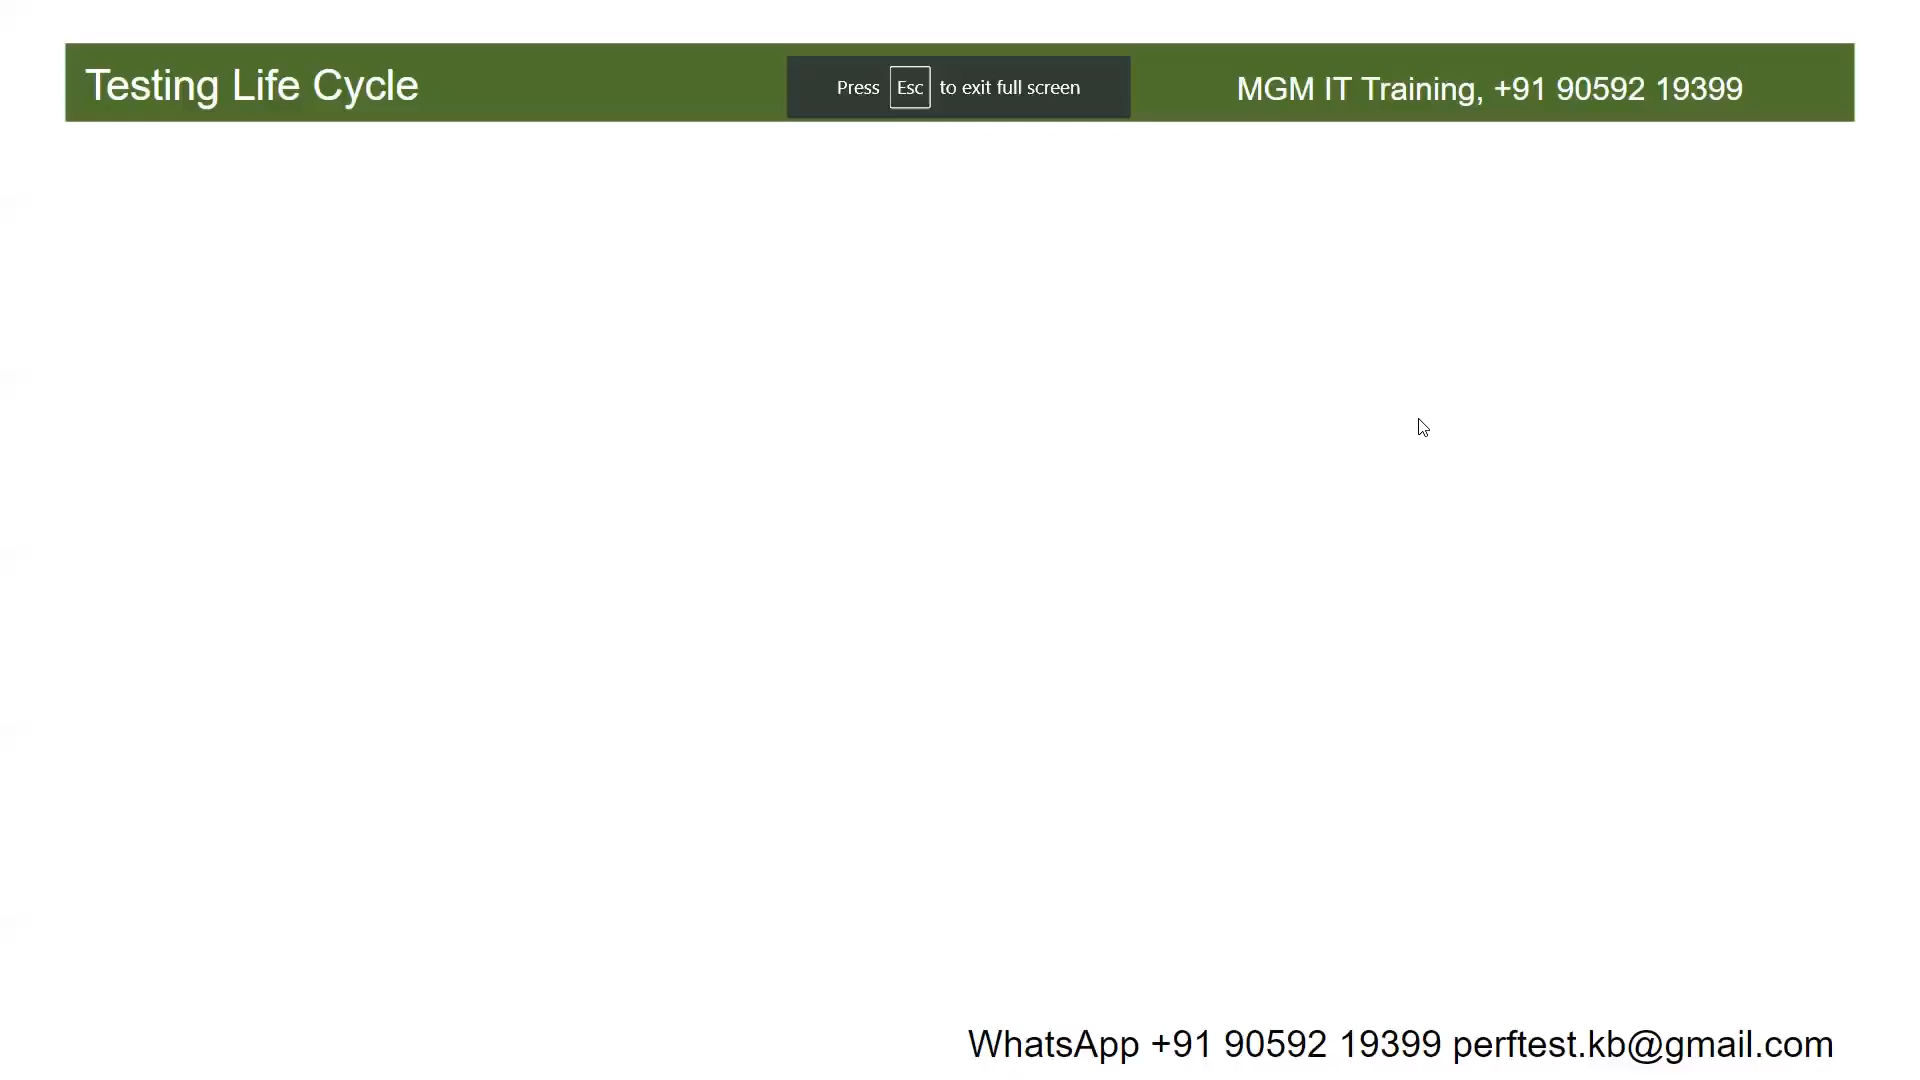 Testing Life Cycle
Press Esc to exit full screen
MGM IT Training, +91 90592 19399
WhatsApp +91 90592 19399 perftest.kb@gmail.com